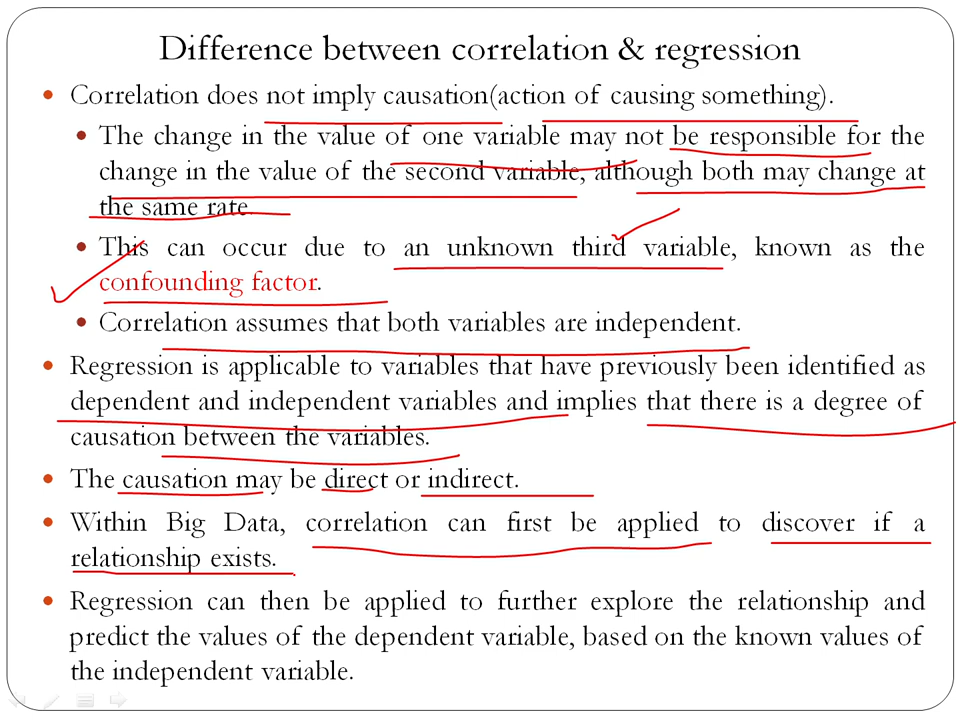 Difference between correlation & regression
• Correlation does not imply causation(action of causing something).
• The change in the value of one variable may not be responsible for the
change in the value of the second variable, although both may change at
the same rate.
• This can occur due to an unknown third variable, known as the
confounding factor.
• Correlation assumes that both variables are independent.
• Regression is applicable to variables that have previously been identified as
dependent and independent variables and implies that there is a degree of
causation between the variables.
• The causation may be direct or indirect.
• Within Big Data, correlation can first be applied to discover if a
relationship exists.
• Regression can then be applied to further explore the relationship and
predict the values of the dependent variable, based on the known values of
the independent variable.